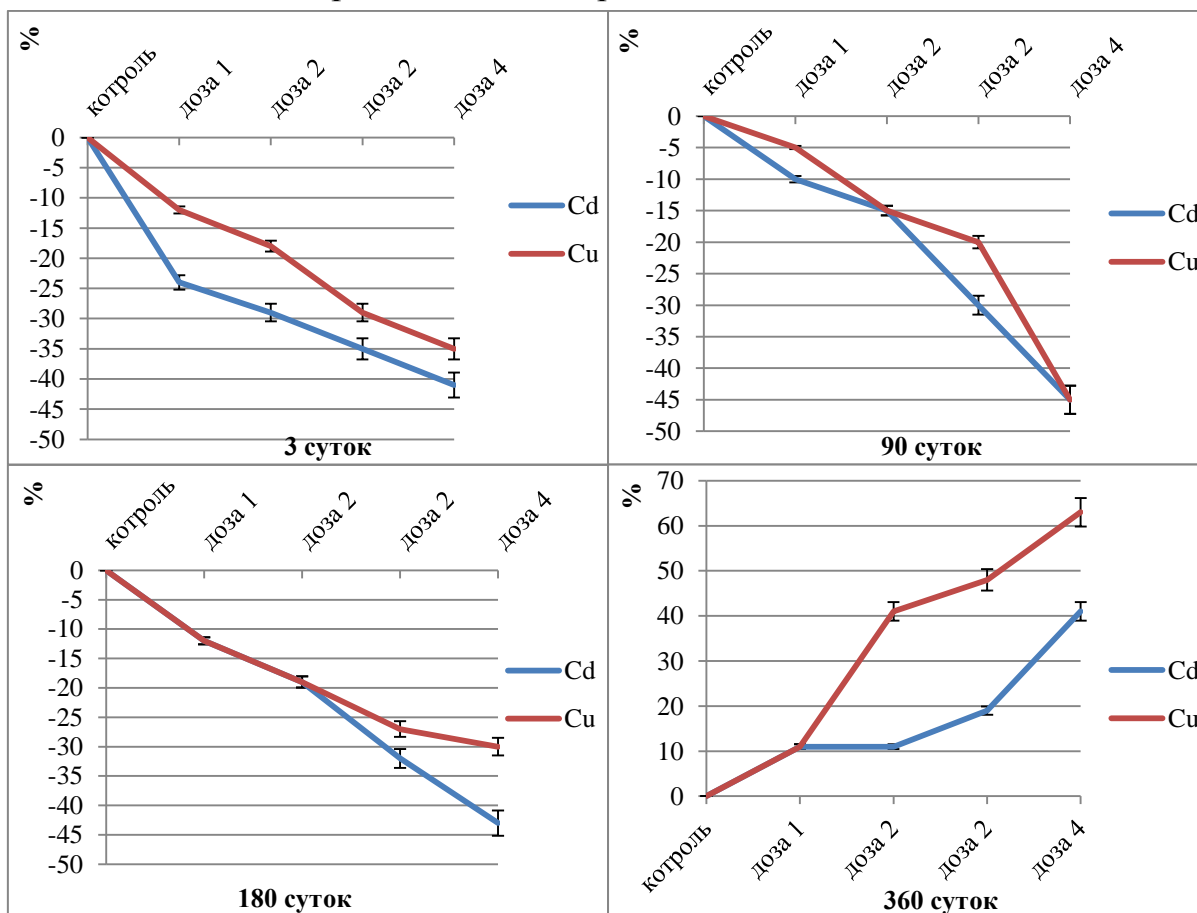 %
котроль
доза 1
доза 2
доза 2
доза 4
0
-5
-10
-15
-20
-25
-30
-35
-40
-45
-50
Cd
Cu
3 суток
%
котроль
доза 1
доза 2
доза 2
доза 4
0
-5
-10
-15
-20
-25
-30
-35
-40
-45
-50
Cd
Cu
90 суток
%
котроль
доза 1
доза 2
доза 2
доза 4
0
-5
-10
-15
-20
-25
-30
-35
-40
-45
-50
Cd
Cu
180 суток
%
70
60
50
40
30
20
10
0
Cd
Cu
котроль
доза 1
доза 2
доза 2
доза 4
360 суток